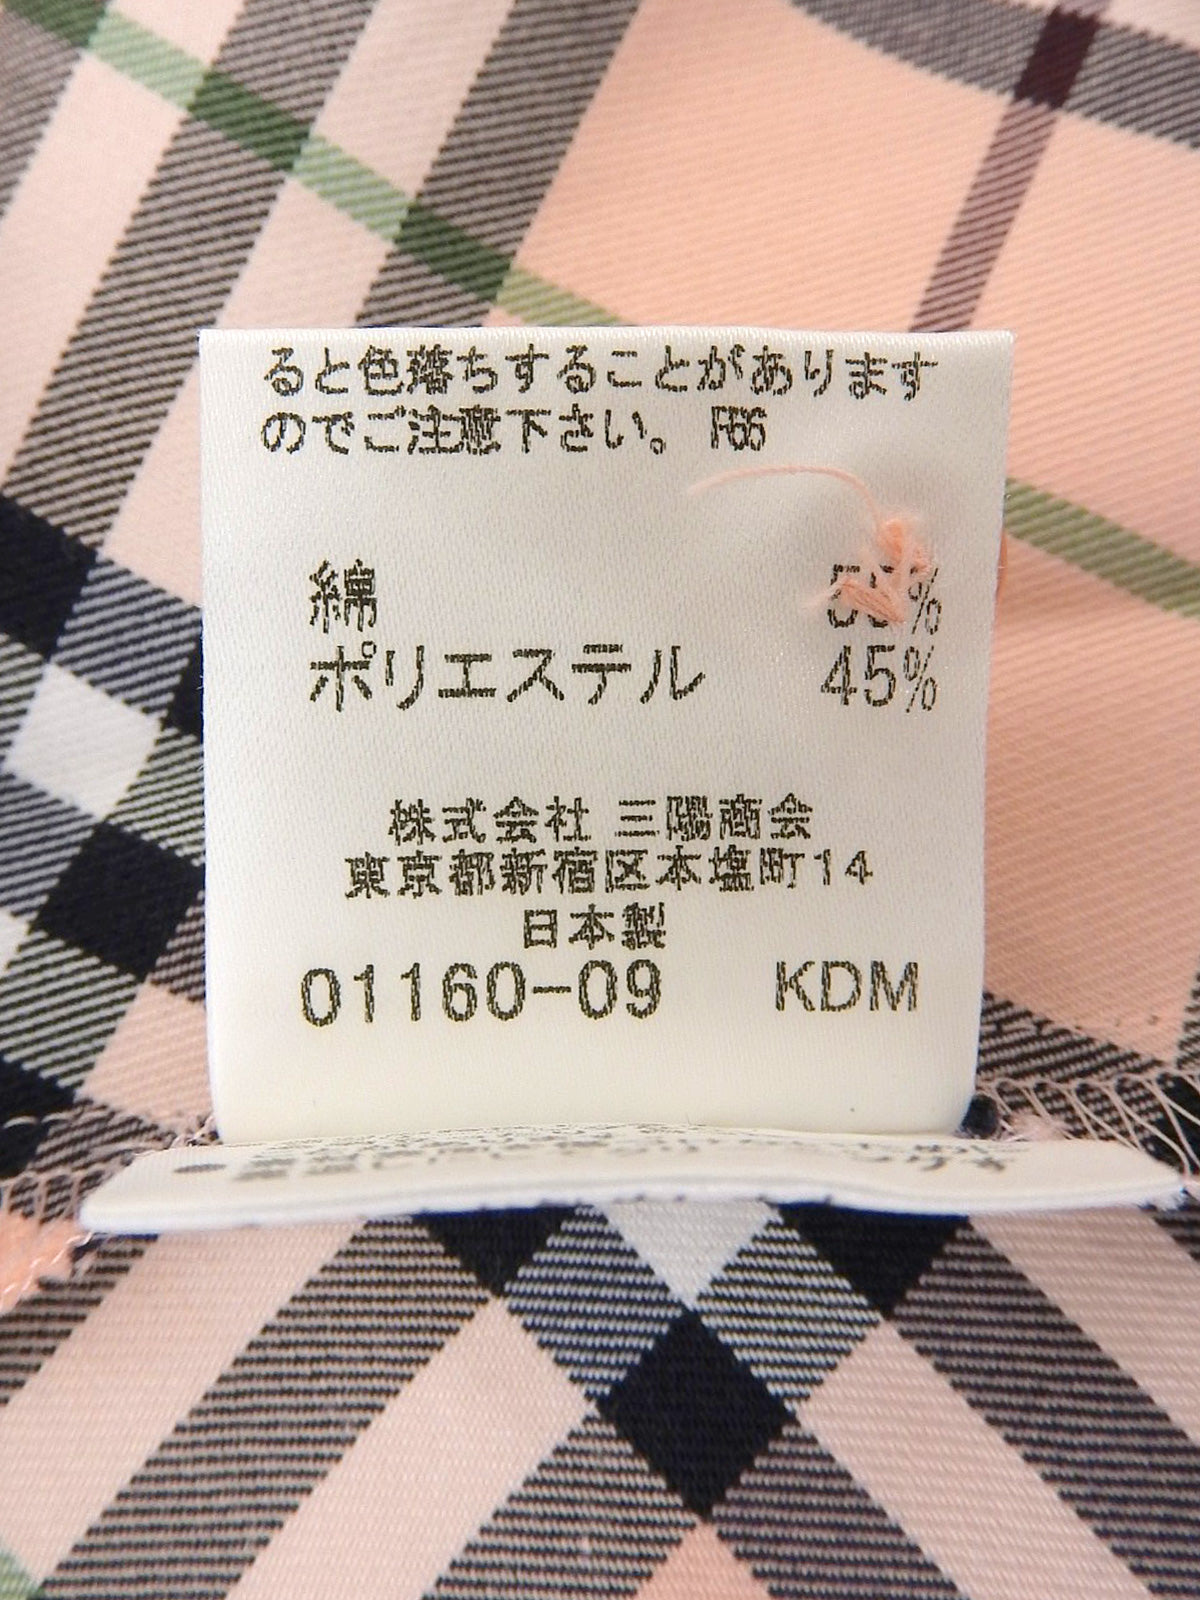 ると色落ちすることがあります
のでご注意下さい。 F66
綿
ポリエステル 45%
株式会社 三陽商会
東京都新宿区本塩町14
日本製
01160-09 KDM